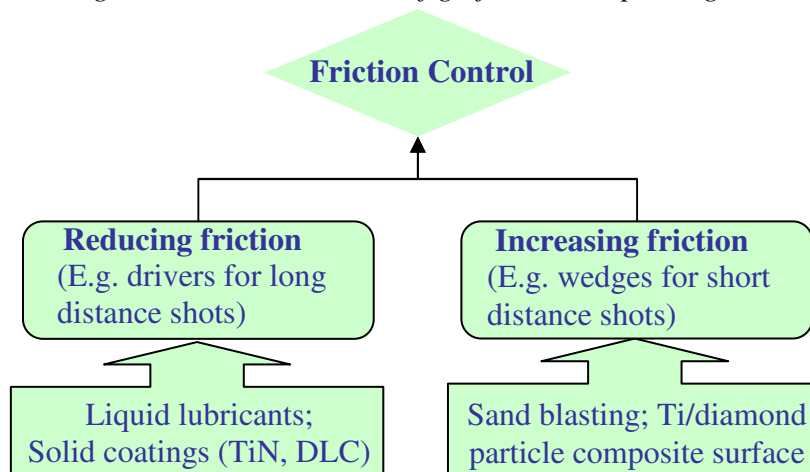 Friction Control
Reducing friction
(E.g. drivers for long
distance shots)
Increasing friction
(E.g. wedges for short
distance shots)
Liquid lubricants;
Solid coatings (TiN, DLC)
Sand blasting; Ti/diamond
particle composite surface